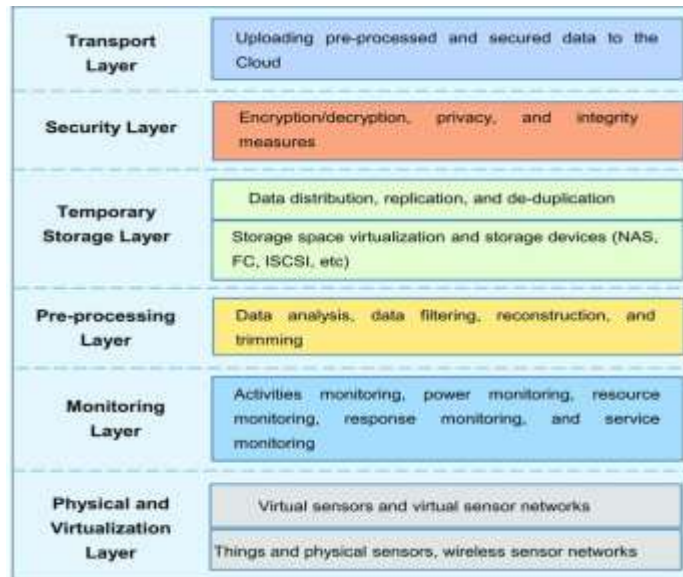 Transport
Layer
Uploading pre-processed and secured data to the
Cloud
Security Layer
Encryption/decryption, privacy, and integrity
measures
Temporary
Storage Layer
Data distribution, replication, and de-duplication
Storage space virtualization and storage devices (NAS,
FC, ISCSI, etc)
Pre-processing
Layer
Data analysis, data filtering, reconstruction, and
trimming
Monitoring
Layer
Activities monitoring, power monitoring, resource
monitoring, response monitoring, and service
monitoring
Physical and
Virtualization
Layer
Virtual sensors and virtual sensor networks
Things and physical sensors, wireless sensor networks